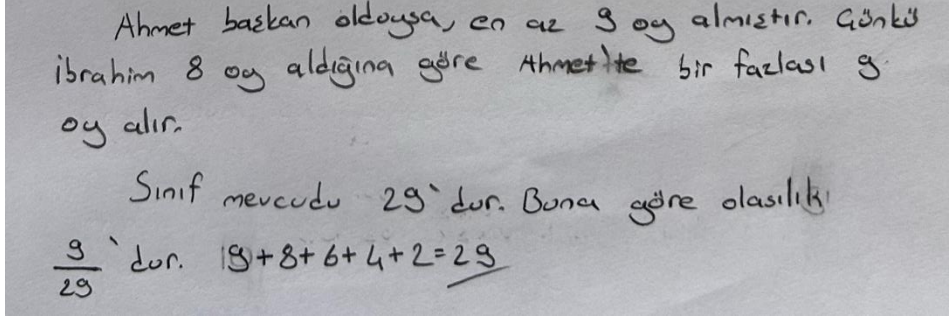 Ahmet başkan olduysa, en az 9 oy almıştır. Çünkü
ibrahim 8 oy aldığına göre Ahmet'te bir fazlası 9
oy alır.
Sınıf mevcudu 29'dur. Buna göre olasılık
9/29 'dur. 9+8+6+4+2=29